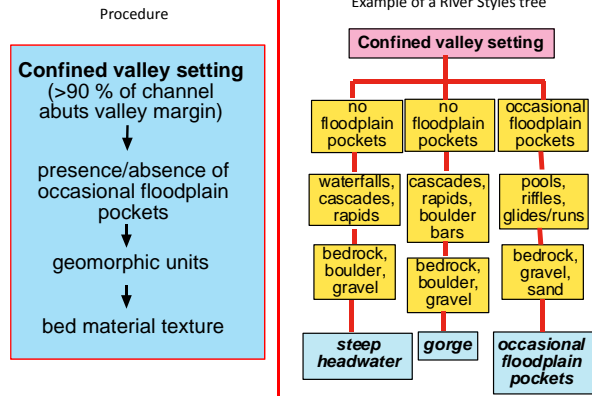 Procedure
Confined valley setting
(>90 % of channel
abuts valley margin)
presence/absence of
occasional floodplain
pockets
geomorphic units
bed material texture
Example of a River Styles tree
Confined valley setting
no
floodplain
pockets
waterfalls,
cascades,
rapids
bedrock,
boulder,
gravel
steep
headwater
no
floodplain
pockets
cascades,
rapids,
boulder
bars
bedrock,
boulder,
gravel
gorge
occasional
floodplain
pockets
pools,
riffles,
glides/runs
bedrock,
gravel,
sand
occasional
floodplain
pockets